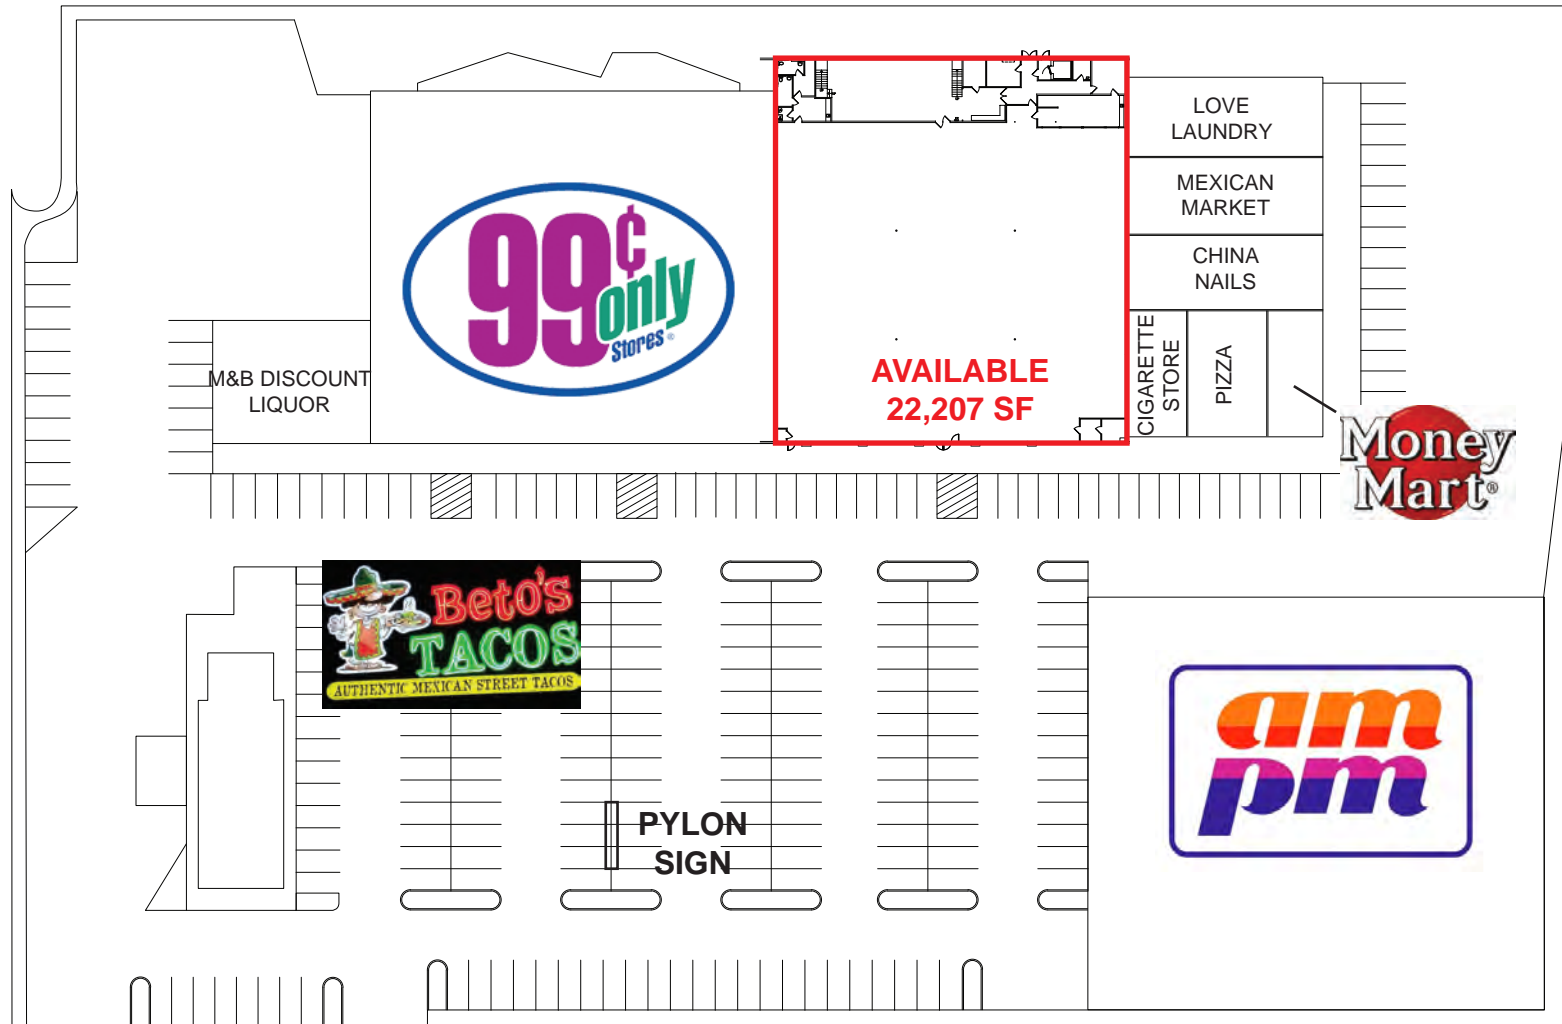 LOVE
LAUNDRY
MEXICAN
MARKET
CHINA
NAILS
99¢
only
Stores®
M&B DISCOUNT
LIQUOR
AVAILABLE
22,207 SF
CIGARETTE
STORE
PIZZA
Money
Mart®
Beto's
TACOS
AUTHENTIC MEXICAN STREET TACOS
am
pm
PYLON
SIGN